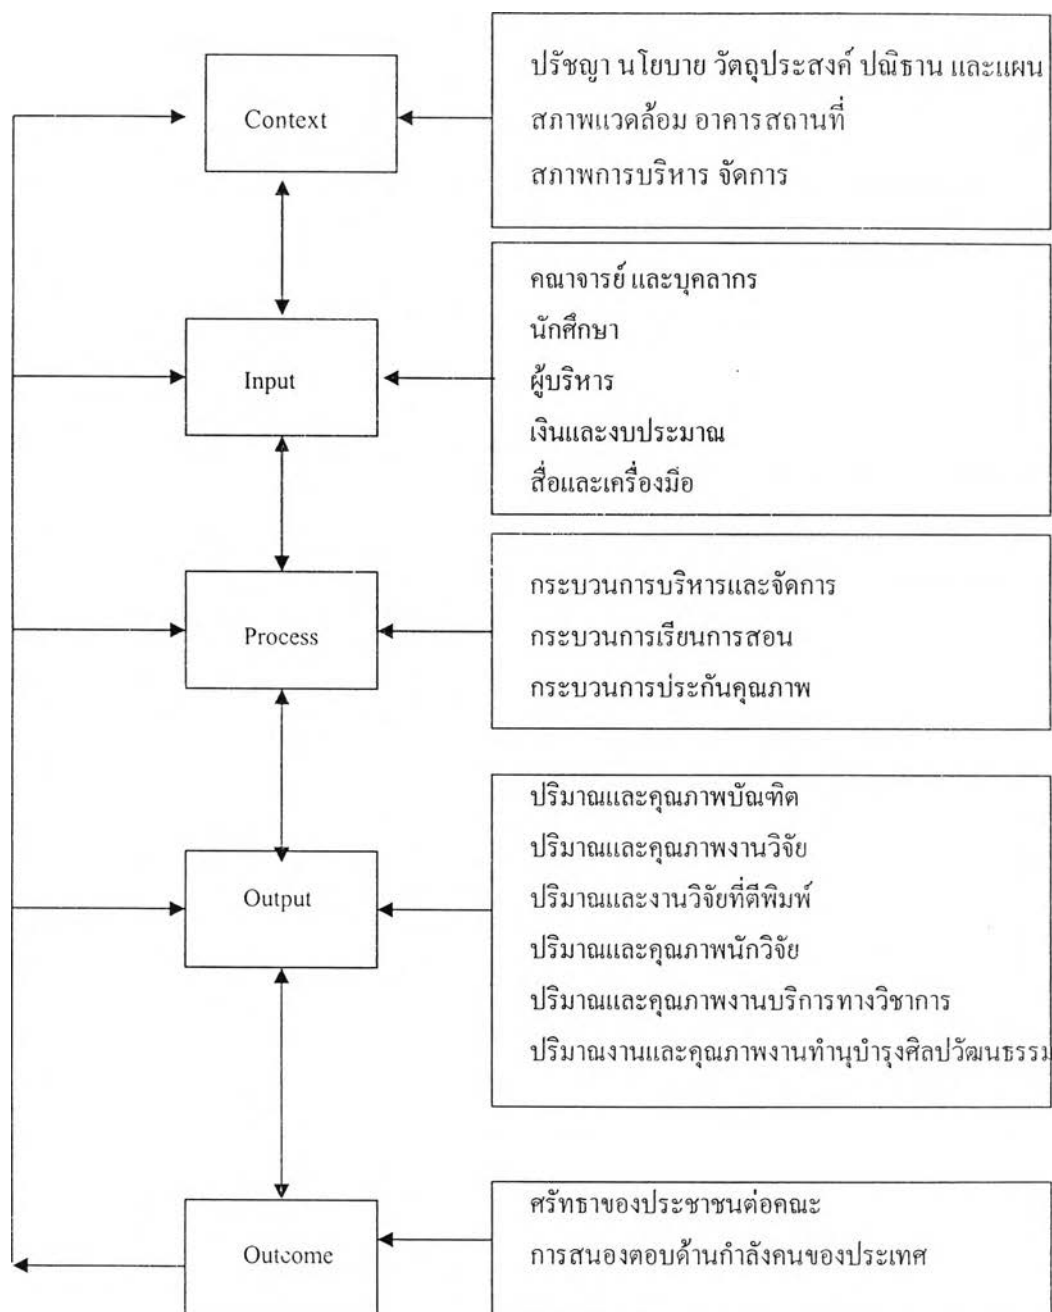 ปรัชญา นโยบาย วัตถุประสงค์ ปณิธาน และแผน
Context
สภาพแวดล้อม อาคารสถานที่
สภาพการบริหาร จัดการ
คณาจารย์ และบุคลากร
นักศึกษา
Input
ผู้บริหาร
เงินและงบประมาณ
สื่อและเครื่องมือ
กระบวนการบริหารและจัดการ
Process
กระบวนการเรียนการสอน
กระบวนการประกันคุณภาพ
ปริมาณและคุณภาพบัณฑิต
ปริมาณและคุณภาพงานวิจัย
Output
ปริมาณและงานวิจัยที่ตีพิมพ์
ปริมาณและคุณภาพนักวิจัย
ปริมาณและคุณภาพงานบริการทางวิชาการ
ปริมาณงานและคุณภาพงานทำนุบำรุงศิลปวัฒนธรรม
ศรัทธาของประชาชนต่อคณะ
Outcome
การสนองตอบด้านกำลังคนของประเทศ